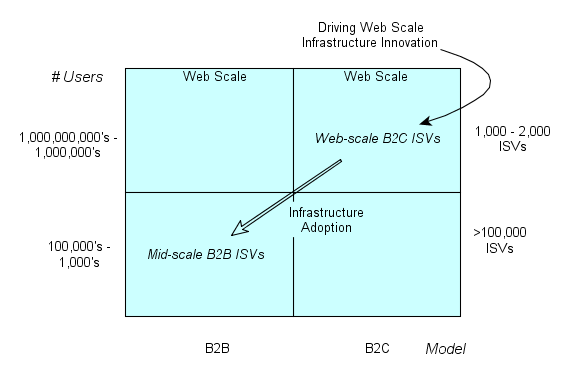 Driving Web Scale
Infrastructure Innovation
# Users
Web Scale
Web Scale
1,000,000,000's -
1,000,000's
Web-scale B2C ISVs
1,000 - 2,000
ISVs
Infrastructure
Adoption
100,000's -
1,000's
Mid-scale B2B ISVs
>100,000
ISVs
B2B
B2C
Model